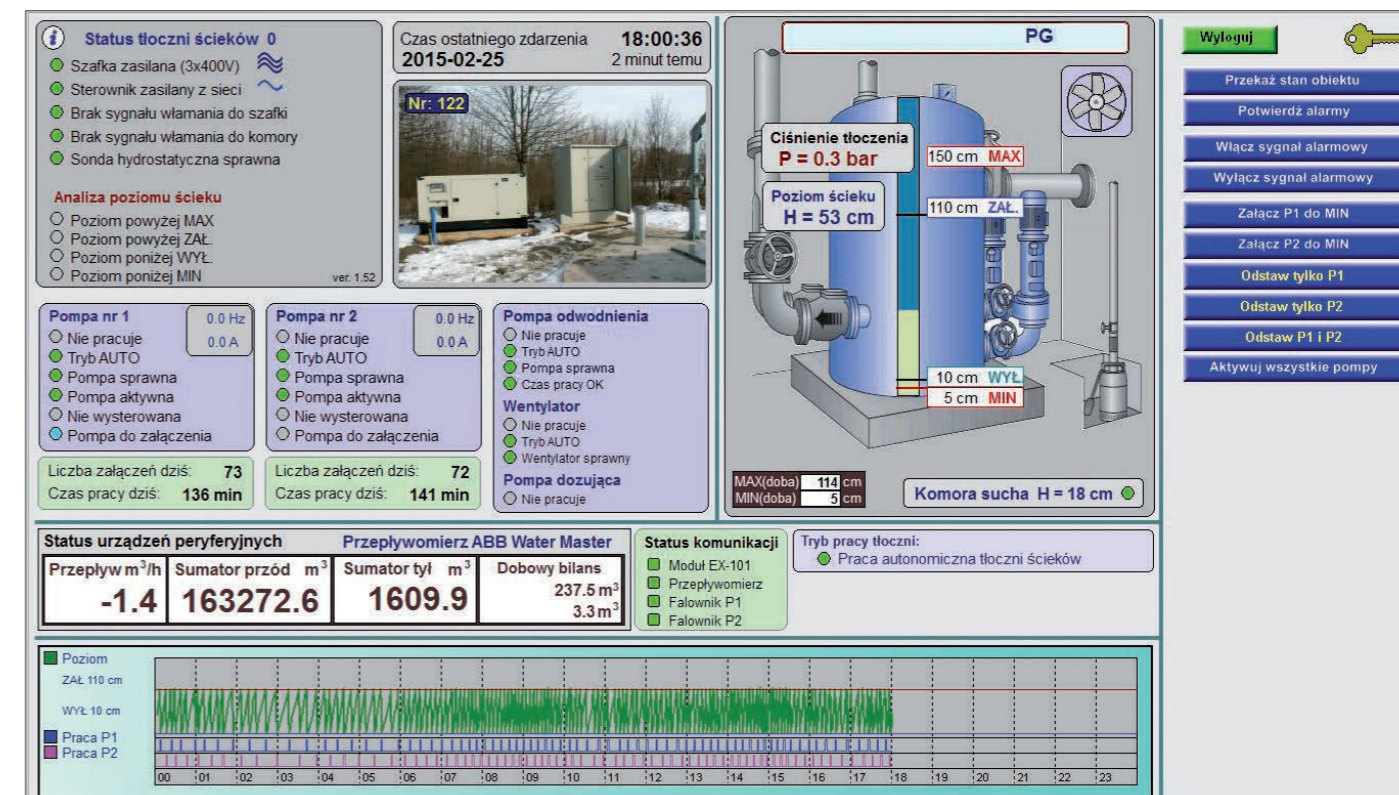 Status tłoczni ścieków 0
Szafka zasilana (3x400V)
Sterownik zasilany z sieci
Brak sygnału włamania do szafki
Brak sygnału włamania do komory
Sonda hydrostatyczna sprawna
Analiza poziomu ścieku
Poziom powyżej MAX
Poziom powyżej ZAŁ.
Poziom poniżej WYŁ.
Poziom poniżej MIN
ver. 1.52
Czas ostatniego zdarzenia 18:00:36
2015-02-25 2 minut temu
Nr: 122
Pompa nr 1
0.0 Hz
0.0 A
Nie pracuje
Tryb AUTO
Pompa sprawna
Pompa aktywna
Nie wysterowana
Pompa do załączenia
Liczba załączeń dziś: 73
Czas pracy dziś: 136 min
Pompa nr 2
0.0 Hz
0.0 A
Nie pracuje
Tryb AUTO
Pompa sprawna
Pompa aktywna
Nie wysterowana
Pompa do załączenia
Liczba załączeń dziś: 72
Czas pracy dziś: 141 min
Pompa odwodnienia
Nie pracuje
Tryb AUTO
Pompa sprawna
Czas pracy OK
Wentylator
Nie pracuje
Tryb AUTO
Wentylator sprawny
Pompa dozująca
Nie pracuje
PG
Ciśnienie tłoczenia
P = 0.3 bar
Poziom ścieku
H = 53 cm
150 cm MAX
110 cm ZAŁ.
10 cm WYŁ.
5 cm MIN
MAX(doba) 114 cm
MIN(doba) 5 cm
Komora sucha H = 18 cm
Wyloguj
Przekaż stan obiektu
Potwierdź alarmy
Włącz sygnał alarmowy
Wyłącz sygnał alarmowy
Załącz P1 do MIN
Załącz P2 do MIN
Odstaw tylko P1
Odstaw tylko P2
Odstaw P1 i P2
Aktywuj wszystkie pompy
Status urządzeń peryferyjnych Przepływomierz ABB Water Master
Przepływ m³/h
-1.4
Sumator przód m³
163272.6
Sumator tył m³
1609.9
Dobowy bilans
237.5 m³
3.3 m³
Status komunikacji
Moduł EX-101
Przepływomierz
Falownik P1
Falownik P2
Tryb pracy tłoczni:
Praca autonomiczna tłoczni ścieków
Poziom
ZAŁ 110 cm
WYŁ 10 cm
Praca P1
Praca P2
00 01 02 03 04 05 06 07 08 09 10 11 12 13 14 15 16 17 18 19 20 21 22 23